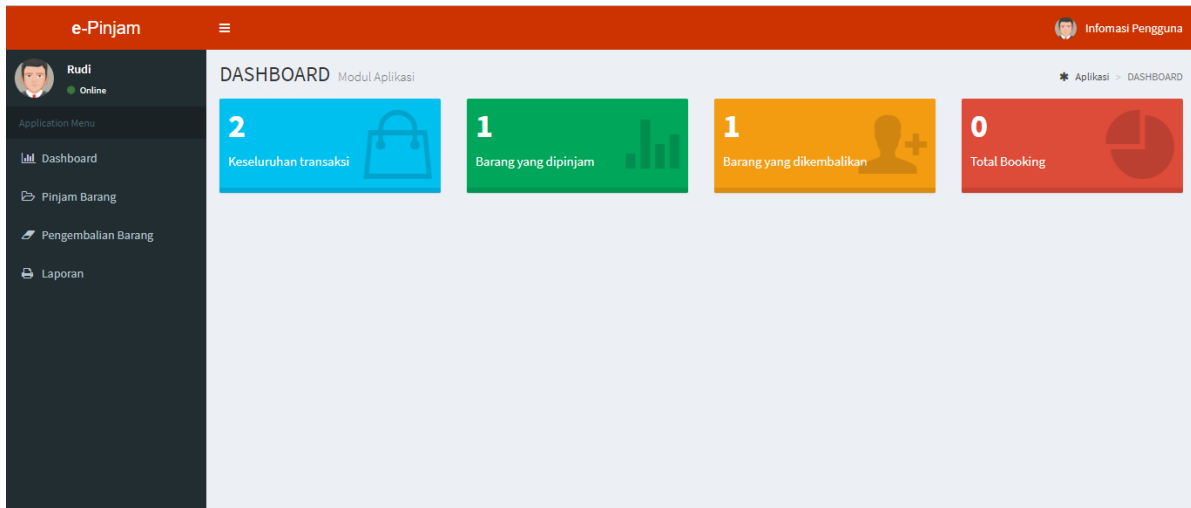 e-Pinjam
Infomasi Pengguna
Rudi
Online
Application Menu
Dashboard
Pinjam Barang
Pengembalian Barang
Laporan
DASHBOARD Modul Aplikasi
Aplikasi > DASHBOARD
2
Keseluruhan transaksi
1
Barang yang dipinjam
1
Barang yang dikembalikan
0
Total Booking